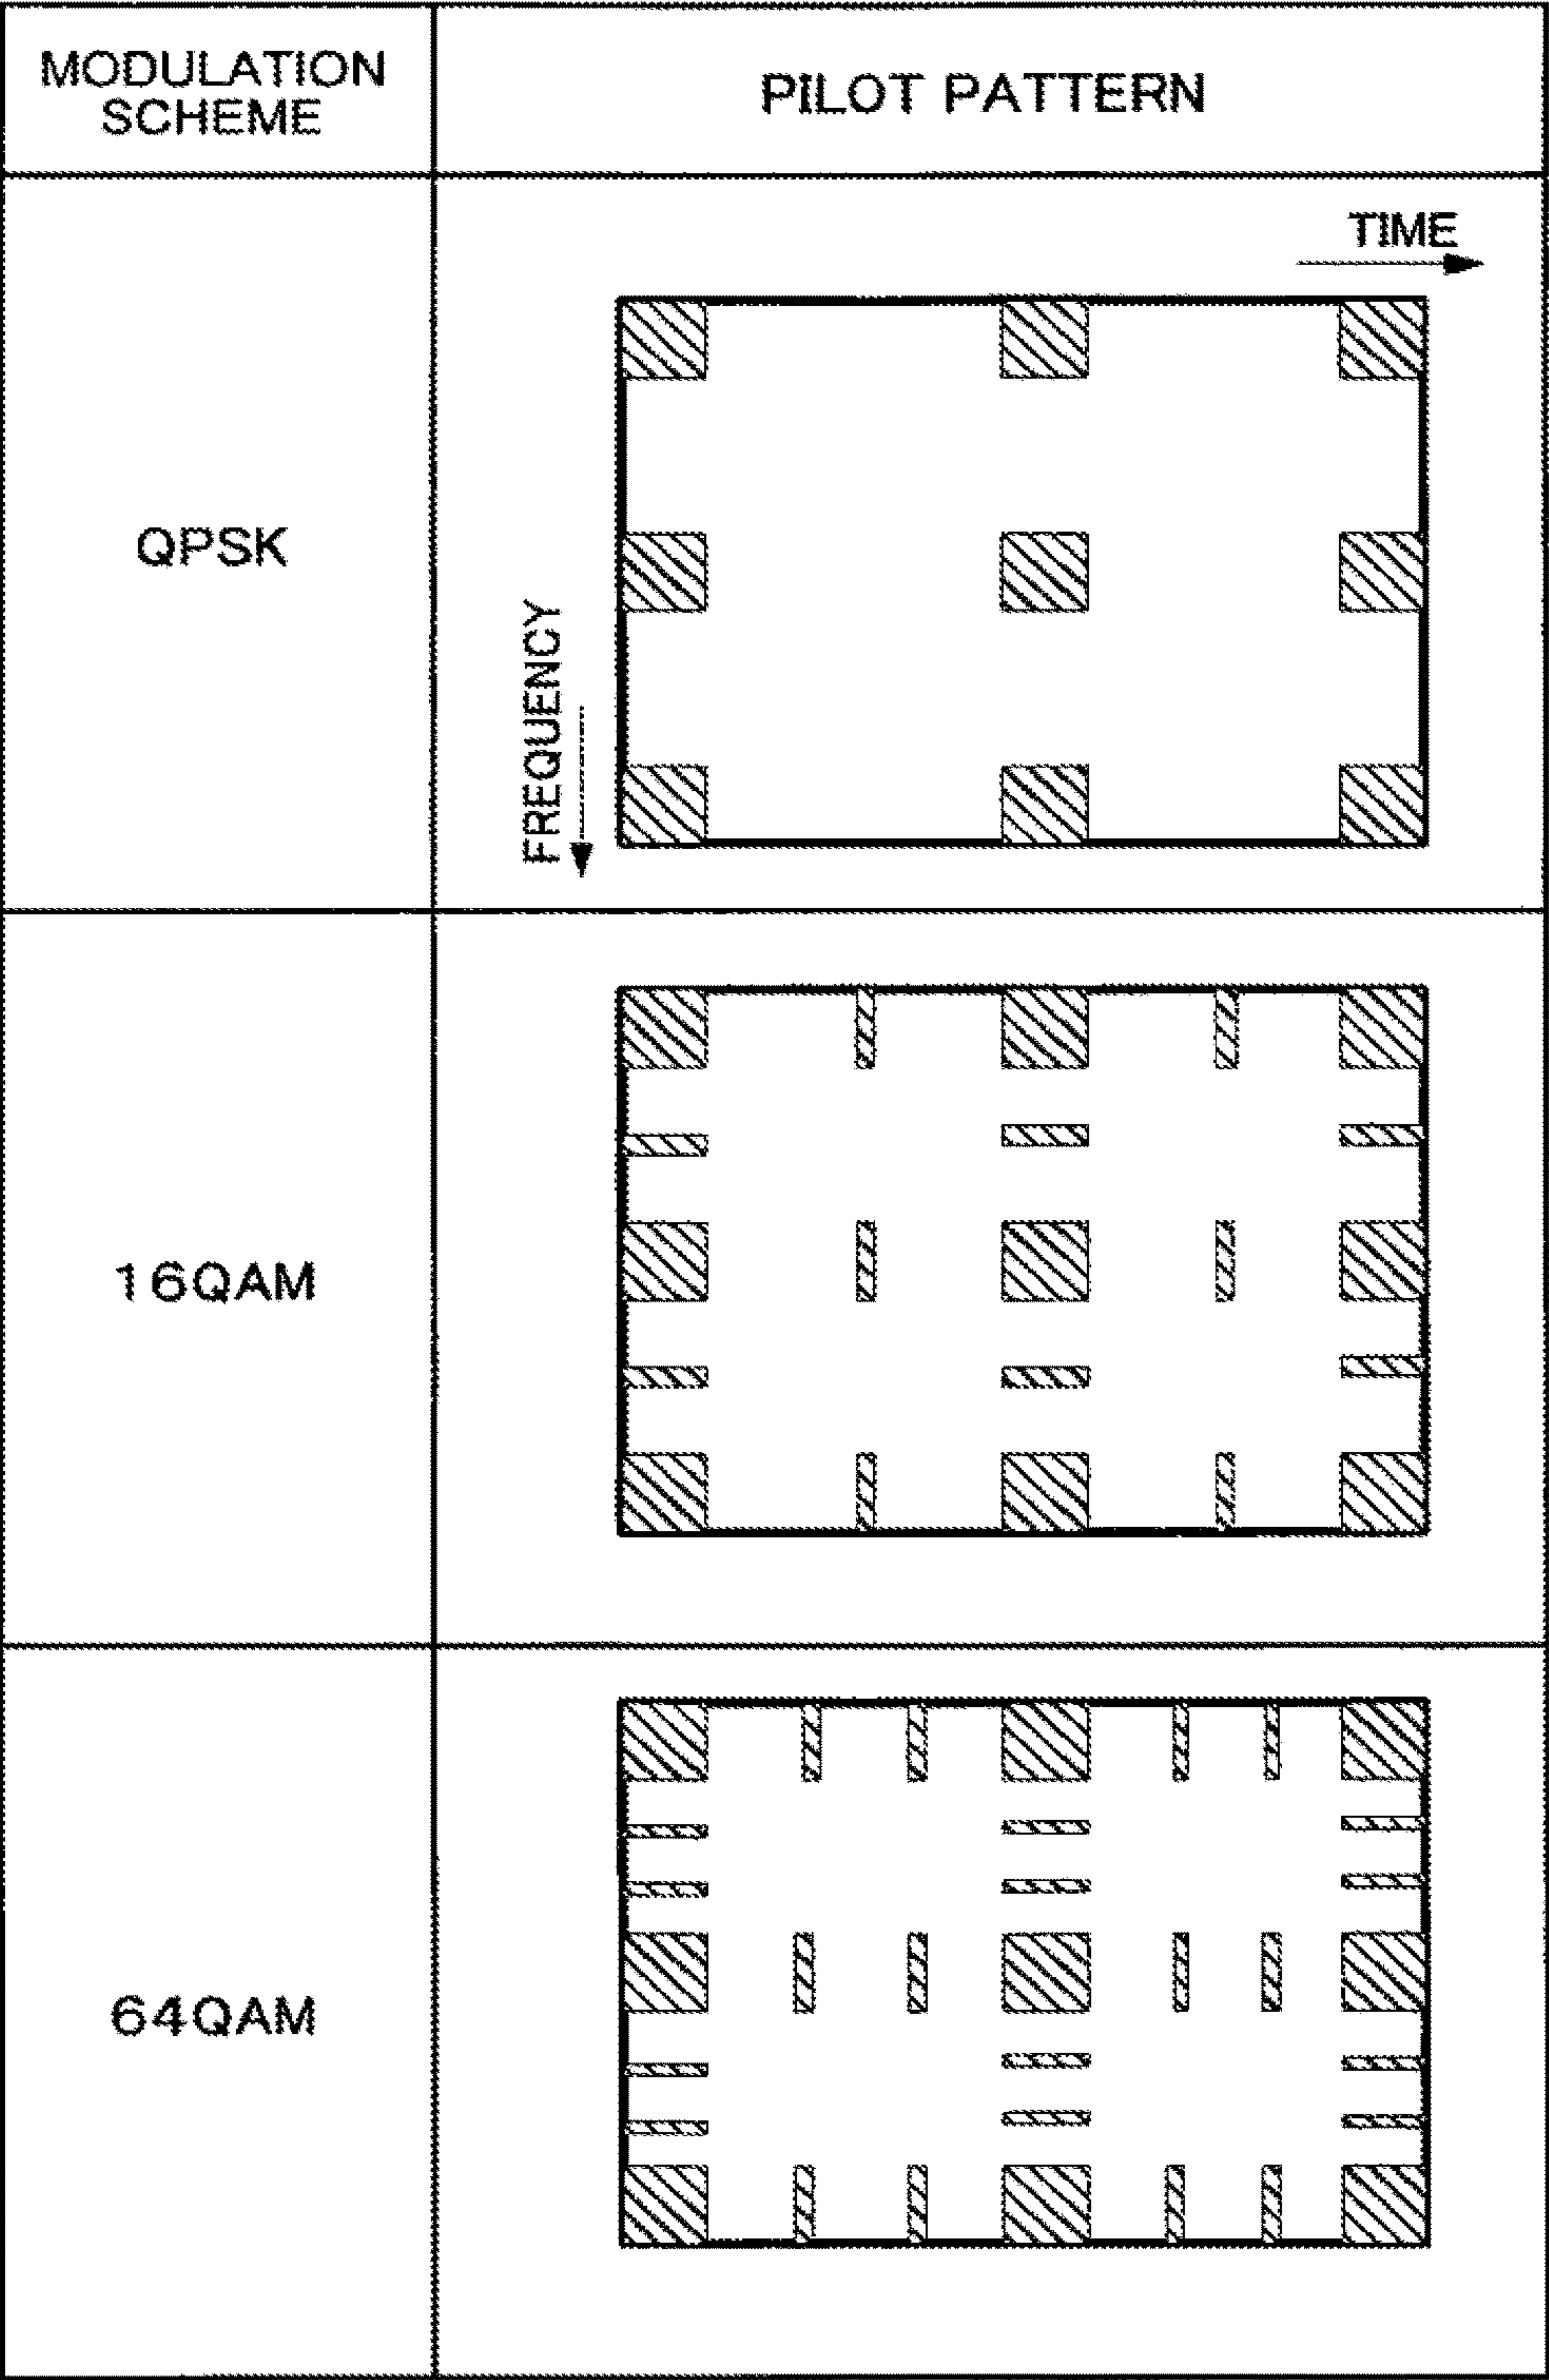 MODULATION
SCHEME
PILOT PATTERN
TIME
QPSK
FREQUENCY
16QAM
64QAM